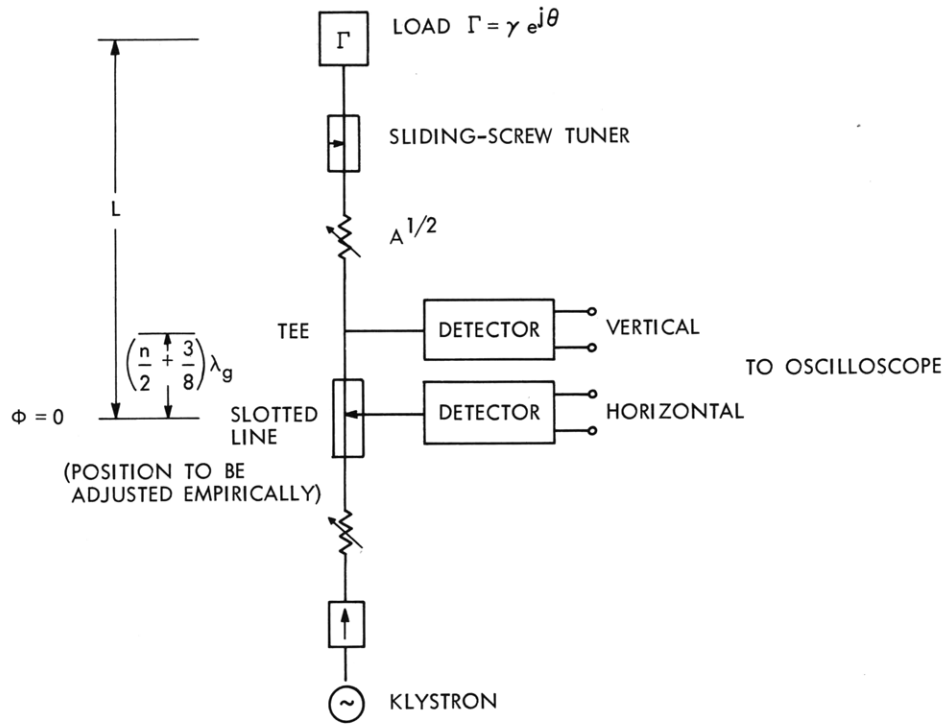 LOAD Γ = γ e^jθ
Γ
SLIDING-SCREW TUNER
L
A^1/2
TEE
DETECTOR
VERTICAL
(n/2 + 3/8) λg
TO OSCILLOSCOPE
Φ = 0
SLOTTED
LINE
DETECTOR
HORIZONTAL
(POSITION TO BE
ADJUSTED EMPIRICALLY)
~
KLYSTRON